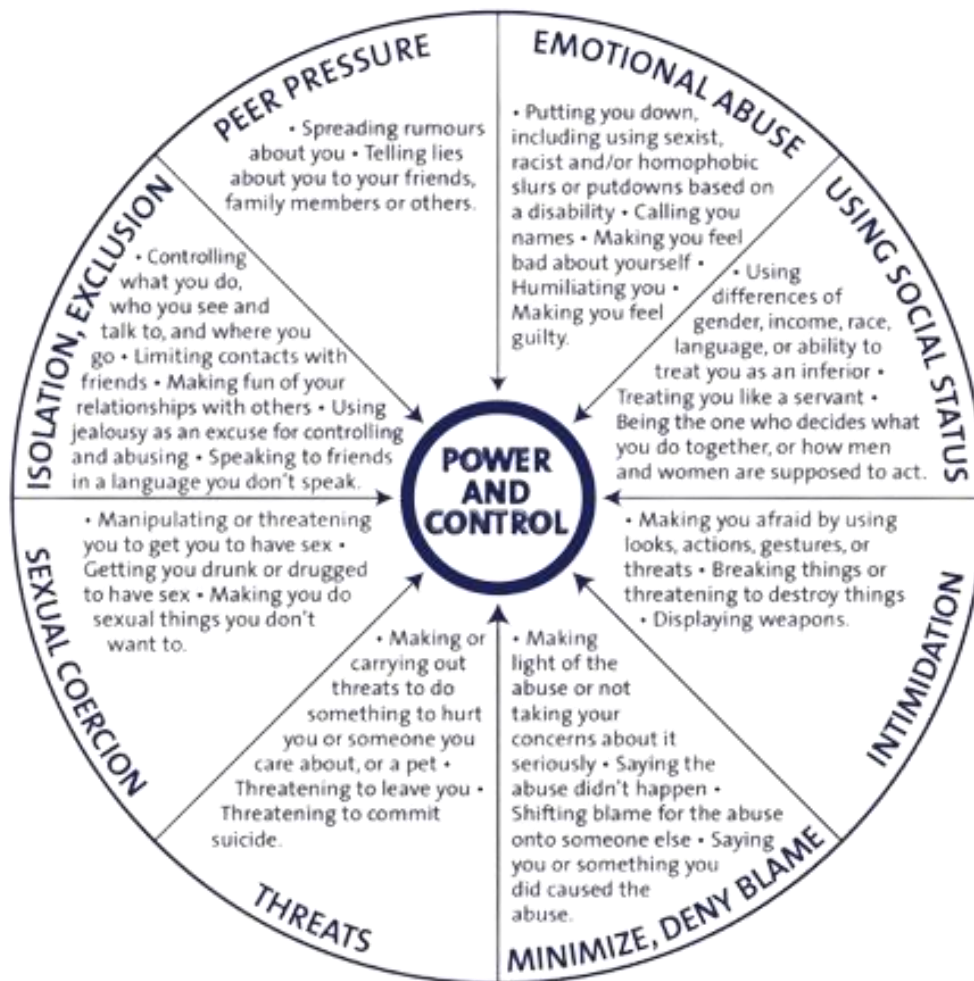 PEER PRESSURE
• Spreading rumours
about you • Telling lies
about you to your friends,
family members or others.
EMOTIONAL ABUSE
• Putting you down,
including using sexist,
racist and/or homophobic
slurs or putdowns based on
a disability • Calling you
names • Making you feel
bad about yourself •
Humiliating you •
Making you feel
guilty.
USING SOCIAL STATUS
• Using
differences of
gender, income, race,
language, or ability to
treat you as an inferior •
Treating you like a servant •
Being the one who decides what
you do together, or how men
and women are supposed to act.
INTIMIDATION
• Making you afraid by using
looks, actions, gestures, or
threats • Breaking things or
threatening to destroy things
• Displaying weapons.
MINIMIZE, DENY BLAME
• Making
light of the
abuse or not
taking your
concerns about it
seriously • Saying the
abuse didn't happen •
Shifting blame for the abuse
onto someone else • Saying
you or something you
did caused the
abuse.
THREATS
• Making or
carrying out
threats to do
something to hurt
you or someone you
care about, or a pet •
Threatening to leave you •
Threatening to commit
suicide.
SEXUAL COERCION
• Manipulating or threatening
you to get you to have sex •
Getting you drunk or drugged
to have sex • Making you do
sexual things you don't
want to.
ISOLATION, EXCLUSION
• Controlling
what you do,
who you see and
talk to, and where you
go • Limiting contacts with
friends • Making fun of your
relationships with others • Using
jealousy as an excuse for controlling
and abusing • Speaking to friends
in a language you don't speak.
POWER
AND
CONTROL